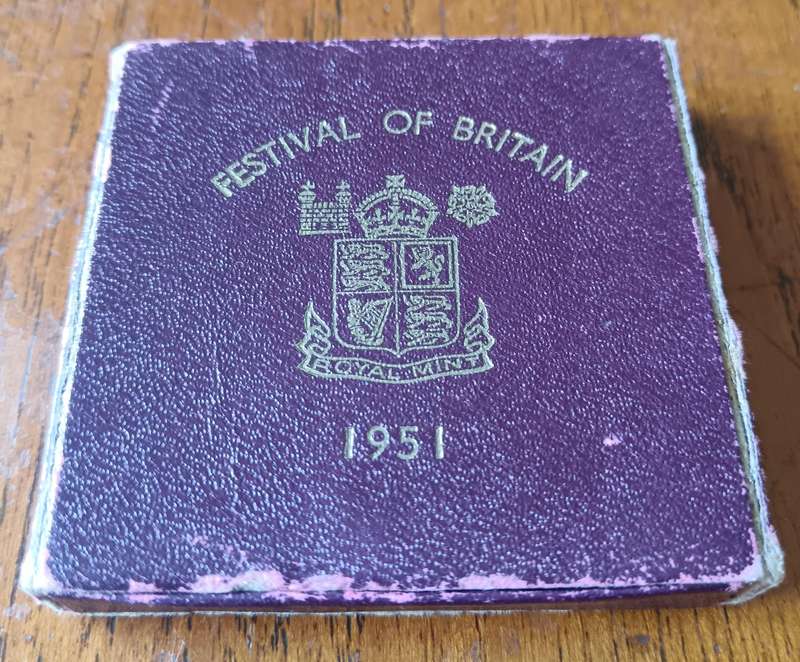 FESTIVAL OF BRITAIN
ROYAL·MINT
1951